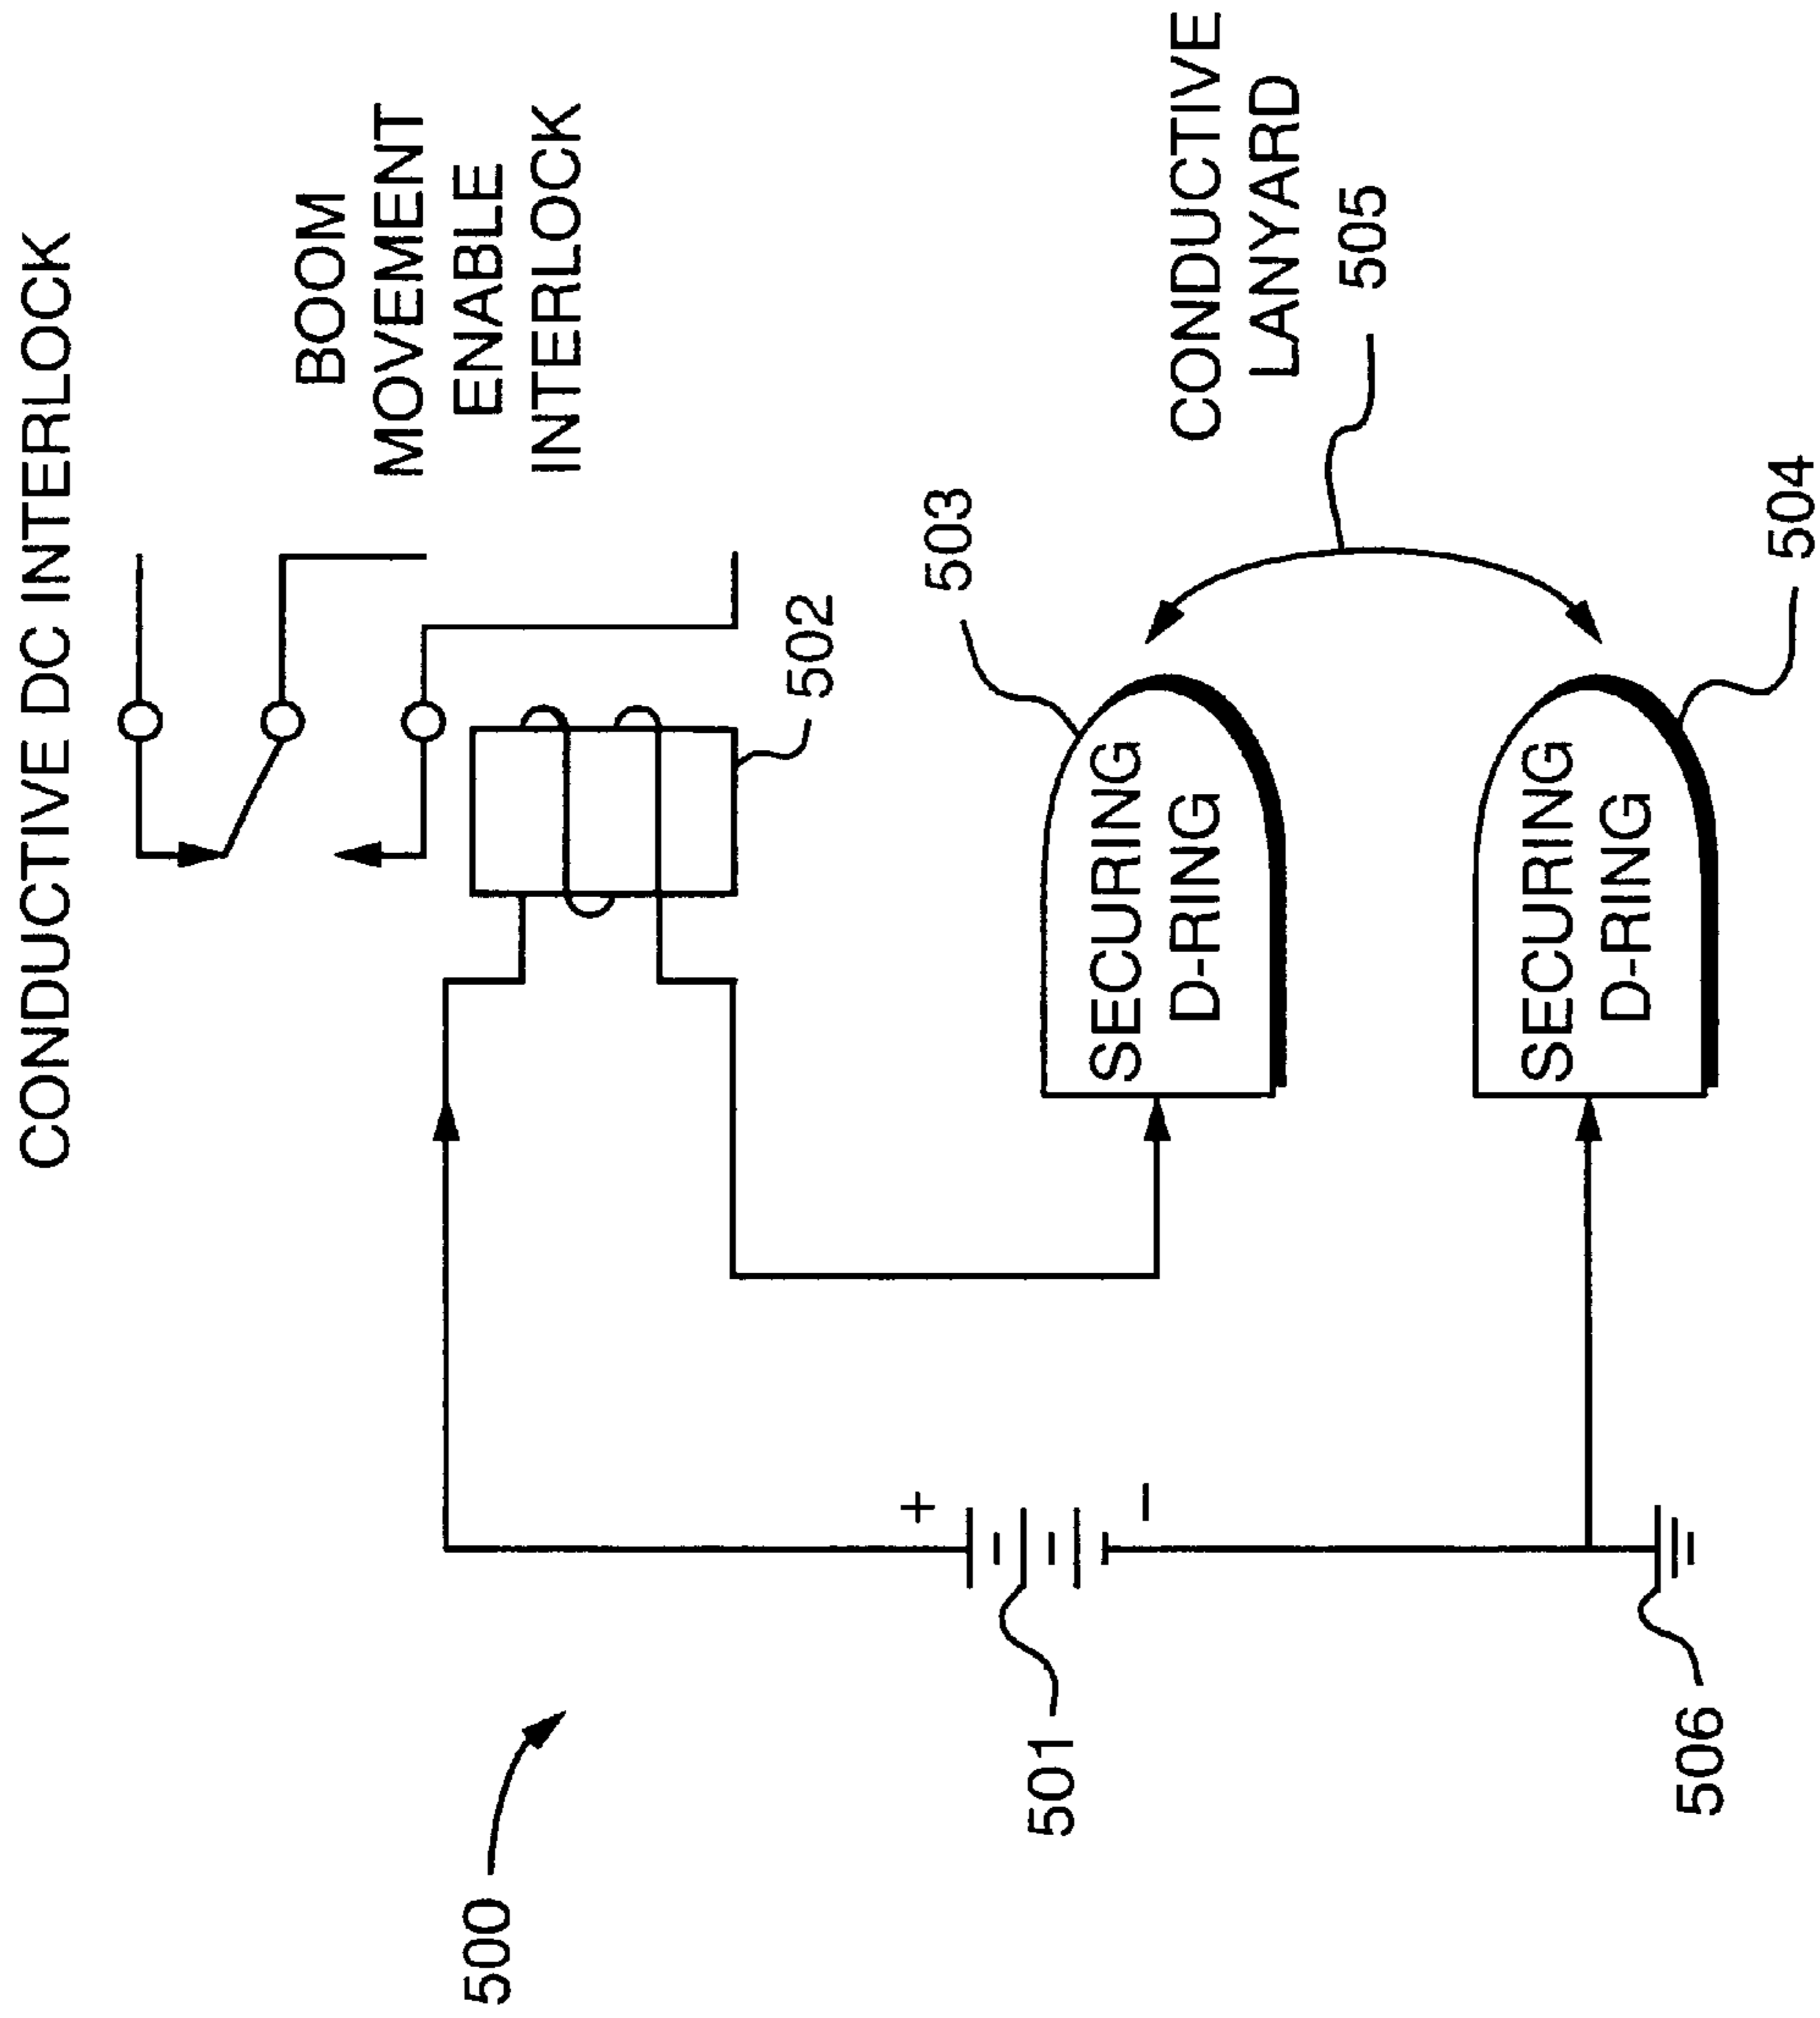 CONDUCTIVE DC INTERLOCK
BOOM
MOVEMENT
ENABLE
INTERLOCK
500
502
503
CONDUCTIVE
LANYARD
505
+
501
−
SECURING
D-RING
SECURING
D-RING
504
506